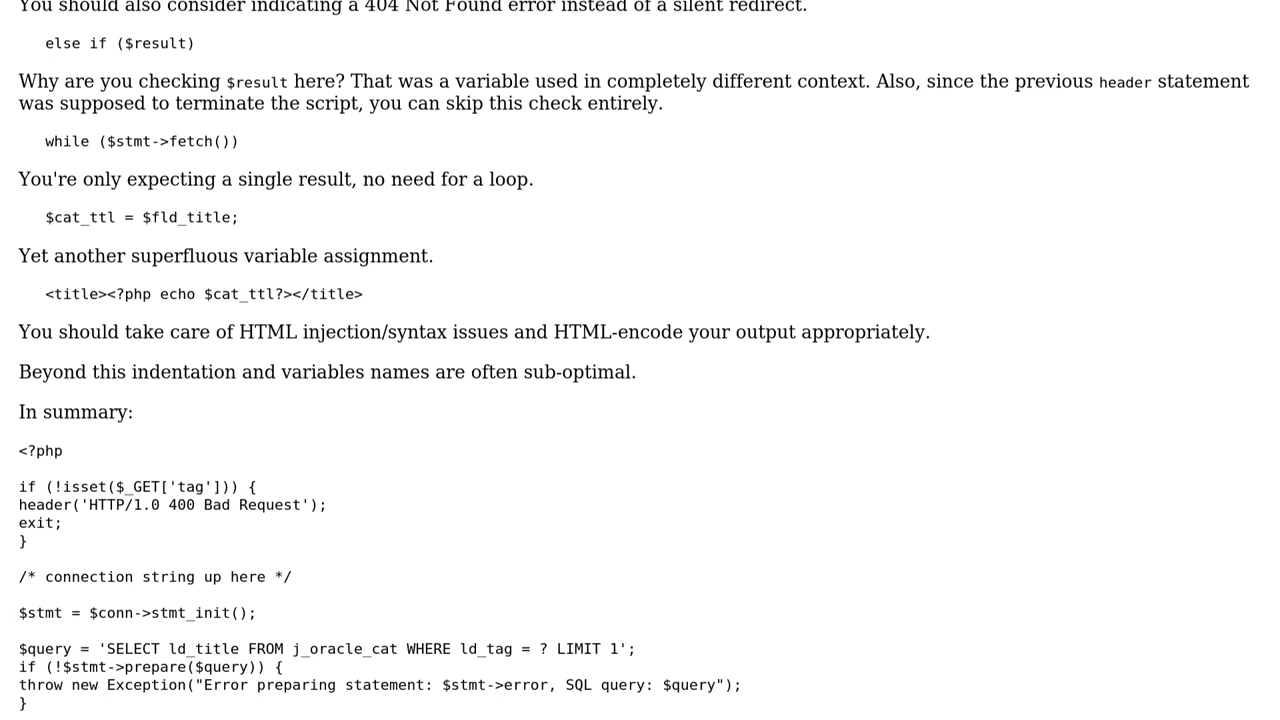 You should also consider indicating a 404 Not Found error instead of a silent redirect.
else if ($result)
Why are you checking $result here? That was a variable used in completely different context. Also, since the previous header statement
was supposed to terminate the script, you can skip this check entirely.
while ($stmt->fetch())
You're only expecting a single result, no need for a loop.
$cat_ttl = $fld_title;
Yet another superfluous variable assignment.
<title><?php echo $cat_ttl?></title>
You should take care of HTML injection/syntax issues and HTML-encode your output appropriately.
Beyond this indentation and variables names are often sub-optimal.
In summary:
<?php
if (!isset($_GET['tag'])) {
header('HTTP/1.0 400 Bad Request');
exit;
}
/* connection string up here */
$stmt = $conn->stmt_init();
$query = 'SELECT ld_title FROM j_oracle_cat WHERE ld_tag = ? LIMIT 1';
if (!$stmt->prepare($query)) {
throw new Exception("Error preparing statement: $stmt->error, SQL query: $query");
}